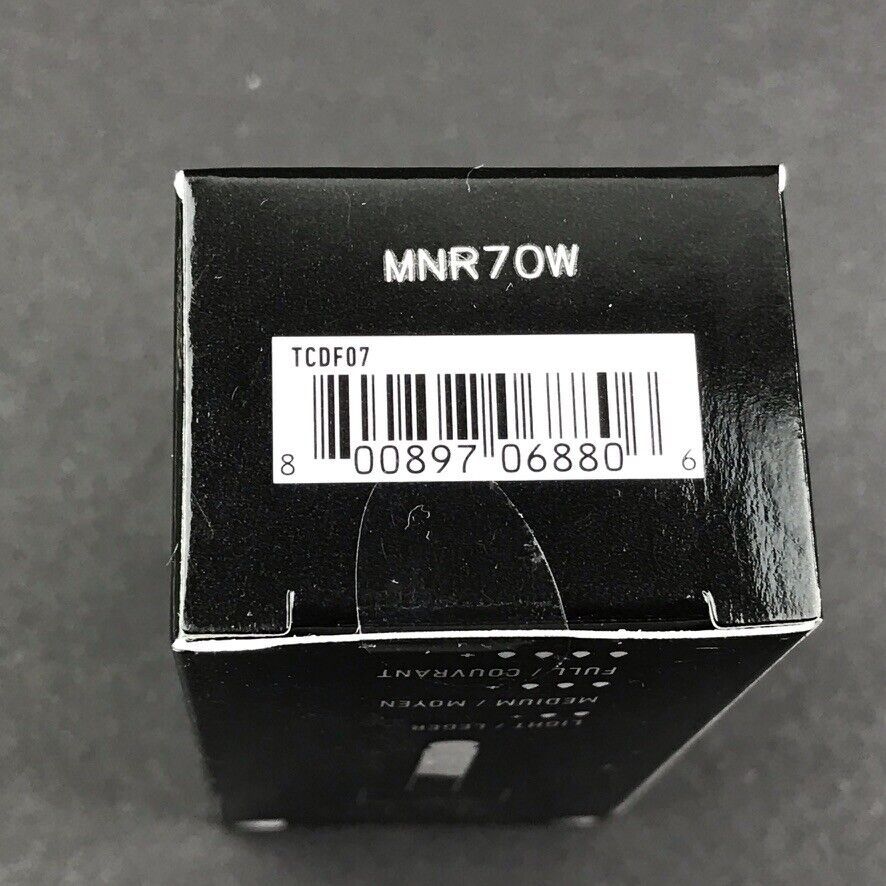 MNR70W
TCDF07
8 00897 06880 6
FULL / COUVRANT
MEDIUM / MOYEN
LIGHT / LEGER